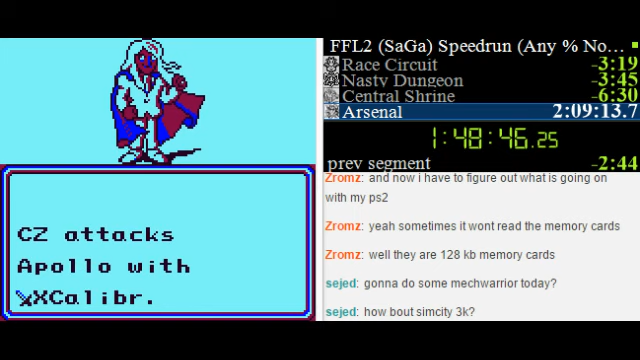 CZ attacks
Apollo with
XCalibr.
FFL2 (SaGa) Speedrun (Any % No...
Race Circuit -3:19
Nasty Dungeon -3:45
Central Shrine -6:30
Arsenal 2:09:13.7
1:48:46.25
prev segment -2:44
Zromz: and now i have to figure out what is going on
with my ps2
Zromz: yeah sometimes it wont read the memory cards
Zromz: well they are 128 kb memory cards
sejed: gonna do some mechwarrior today?
sejed: how bout simcity 3k?